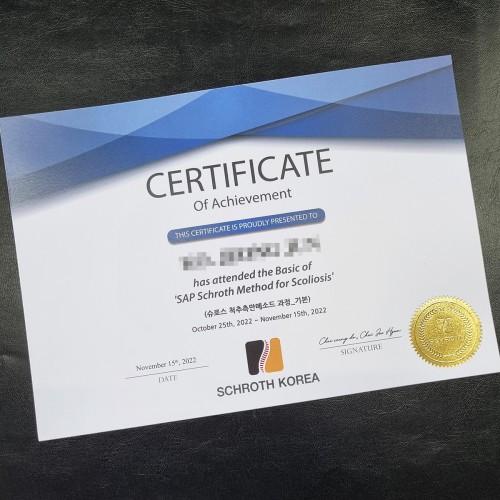 CERTIFICATE
Of Achievement
THIS CERTIFICATE IS PROUDLY PRESENTED TO
has attended the Basic of
'SAP Schroth Method for Scoliosis'
(슈로스 척추측만메소드 과정_기본)
October 25th, 2022 ~ November 15th, 2022
November 15th, 2022
DATE
SIGNATURE
SCHROTH KOREA